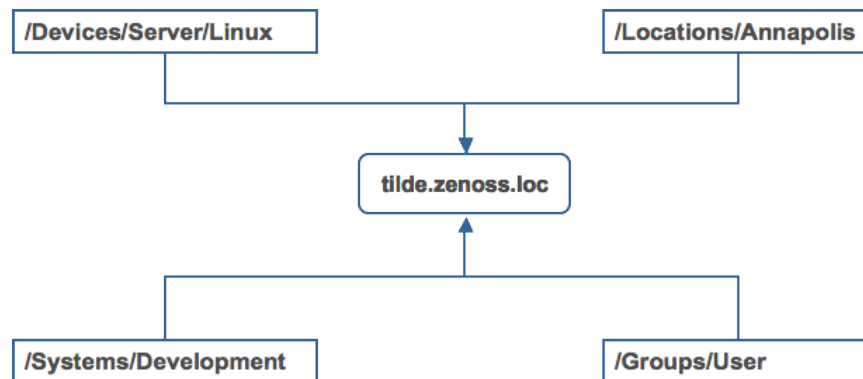 /Devices/Server/Linux
/Locations/Annapolis
tilde.zenoss.loc
/Systems/Development
/Groups/User